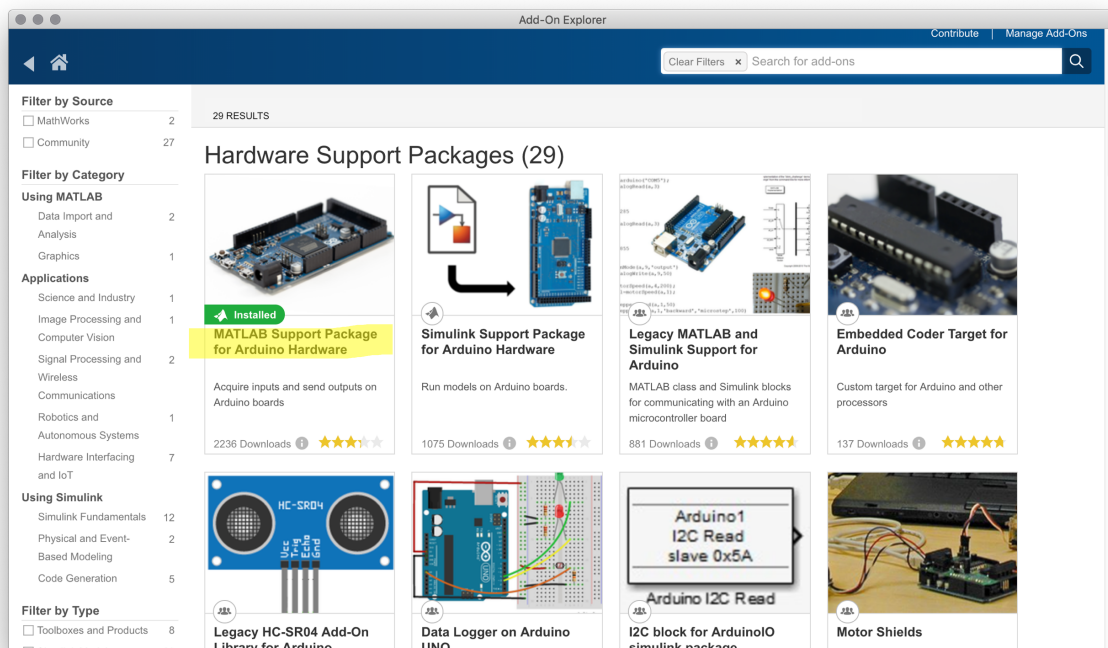 Add-On Explorer
Contribute | Manage Add-Ons
Clear Filters × Search for add-ons
Filter by Source
MathWorks 2
Community 27
Filter by Category
Using MATLAB
Data Import and 2
Analysis
Graphics 1
Applications
Science and Industry 1
Image Processing and 1
Computer Vision
Signal Processing and 2
Wireless
Communications
Robotics and 1
Autonomous Systems
Hardware Interfacing 7
and IoT
Using Simulink
Simulink Fundamentals 12
Physical and Event- 2
Based Modeling
Code Generation 5
Filter by Type
Toolboxes and Products 8
29 RESULTS
Hardware Support Packages (29)
Installed
MATLAB Support Package
for Arduino Hardware
Acquire inputs and send outputs on
Arduino boards
2236 Downloads
Simulink Support Package
for Arduino Hardware
Run models on Arduino boards.
1075 Downloads
Legacy MATLAB and
Simulink Support for
Arduino
MATLAB class and Simulink blocks
for communicating with an Arduino
microcontroller board
881 Downloads
Embedded Coder Target for
Arduino
Custom target for Arduino and other
processors
137 Downloads
HC-SR04
Vcc
Trig
Echo
Gnd
Legacy HC-SR04 Add-On
Library for Arduino
UNO
Data Logger on Arduino
UNO
Arduino1
I2C Read
slave 0x5A
Arduino I2C Read
I2C block for ArduinoIO
simulink package
Motor Shields